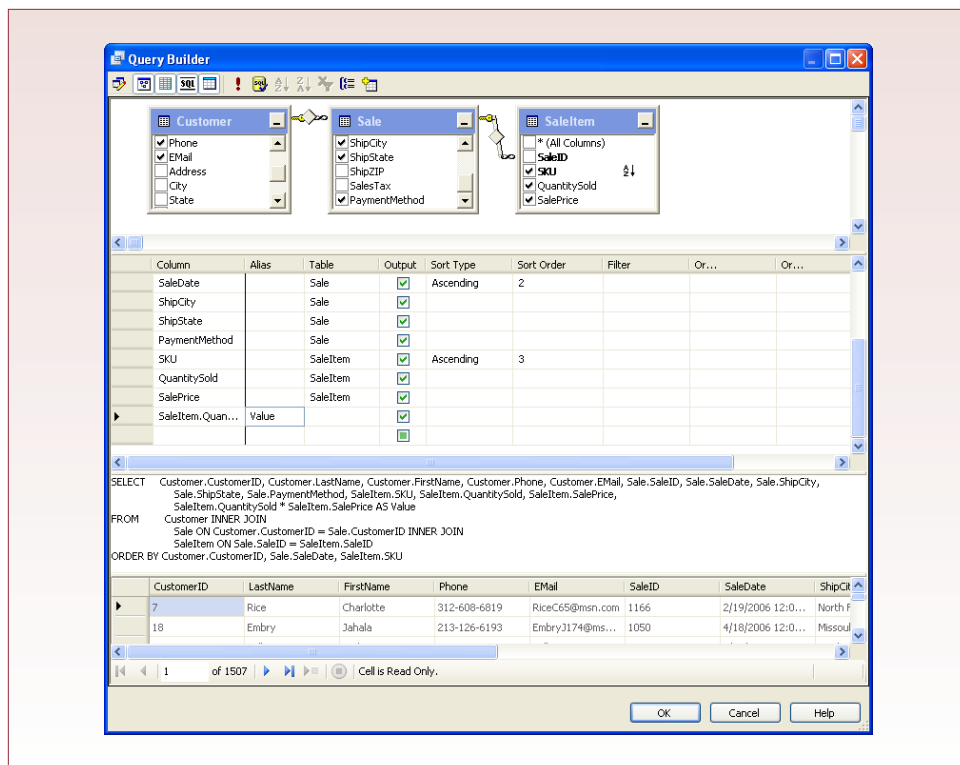 Query Builder
SQL
Customer Sale SaleItem
Phone
EMail
Address
City
State
ShipCity
ShipState
ShipZIP
SalesTax
PaymentMethod
* (All Columns)
SaleID
SKU
QuantitySold
SalePrice
Column Alias Table Output Sort Type Sort Order Filter Or... Or...
SaleDate Sale Ascending 2
ShipCity Sale
ShipState Sale
PaymentMethod Sale
SKU SaleItem Ascending 3
QuantitySold SaleItem
SalePrice SaleItem
SaleItem.Quan... Value
SELECT Customer.CustomerID, Customer.LastName, Customer.FirstName, Customer.Phone, Customer.EMail, Sale.SaleID, Sale.SaleDate, Sale.ShipCity,
Sale.ShipState, Sale.PaymentMethod, SaleItem.SKU, SaleItem.QuantitySold, SaleItem.SalePrice,
SaleItem.QuantitySold * SaleItem.SalePrice AS Value
FROM Customer INNER JOIN
Sale ON Customer.CustomerID = Sale.CustomerID INNER JOIN
SaleItem ON Sale.SaleID = SaleItem.SaleID
ORDER BY Customer.CustomerID, Sale.SaleDate, SaleItem.SKU
CustomerID LastName FirstName Phone EMail SaleID SaleDate ShipCit
7 Rice Charlotte 312-608-6819 RiceC65@msn.com 1166 2/19/2006 12:0... North
18 Embry Jahala 213-126-6193 EmbryJ174@ms... 1050 4/18/2006 12:0... Missoul
1 of 1507 Cell is Read Only.
OK Cancel Help